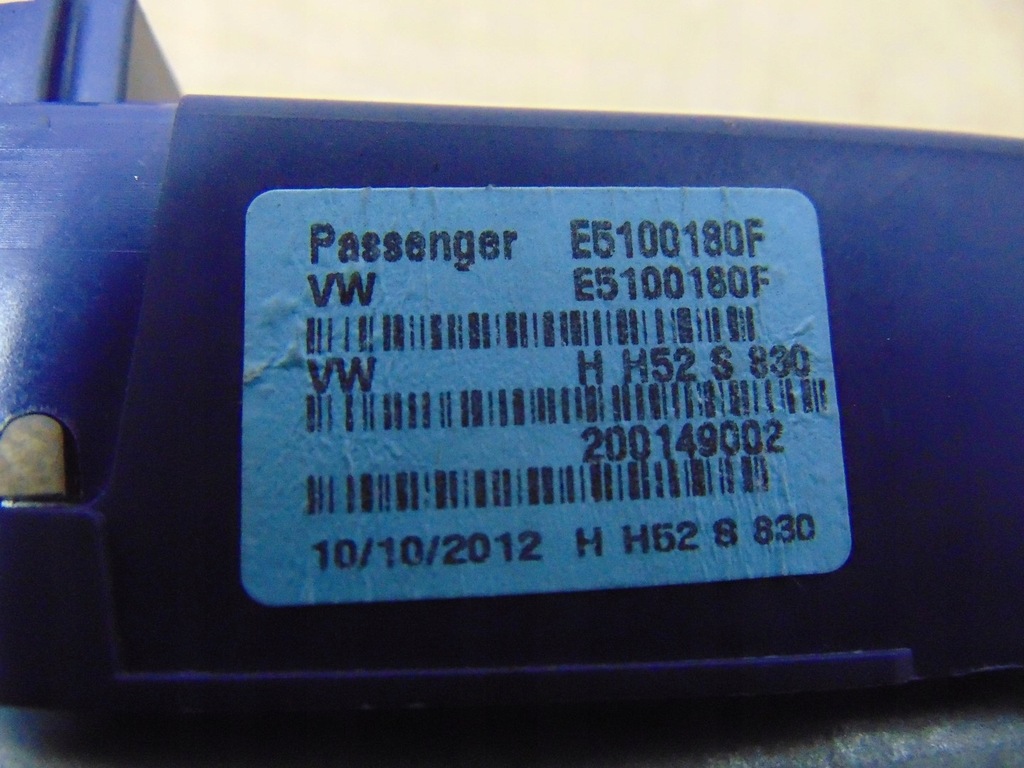 Passenger E5100180F
VW E5100180F
VW H H52 S 830
200149002
10/10/2012 H H52 S 830